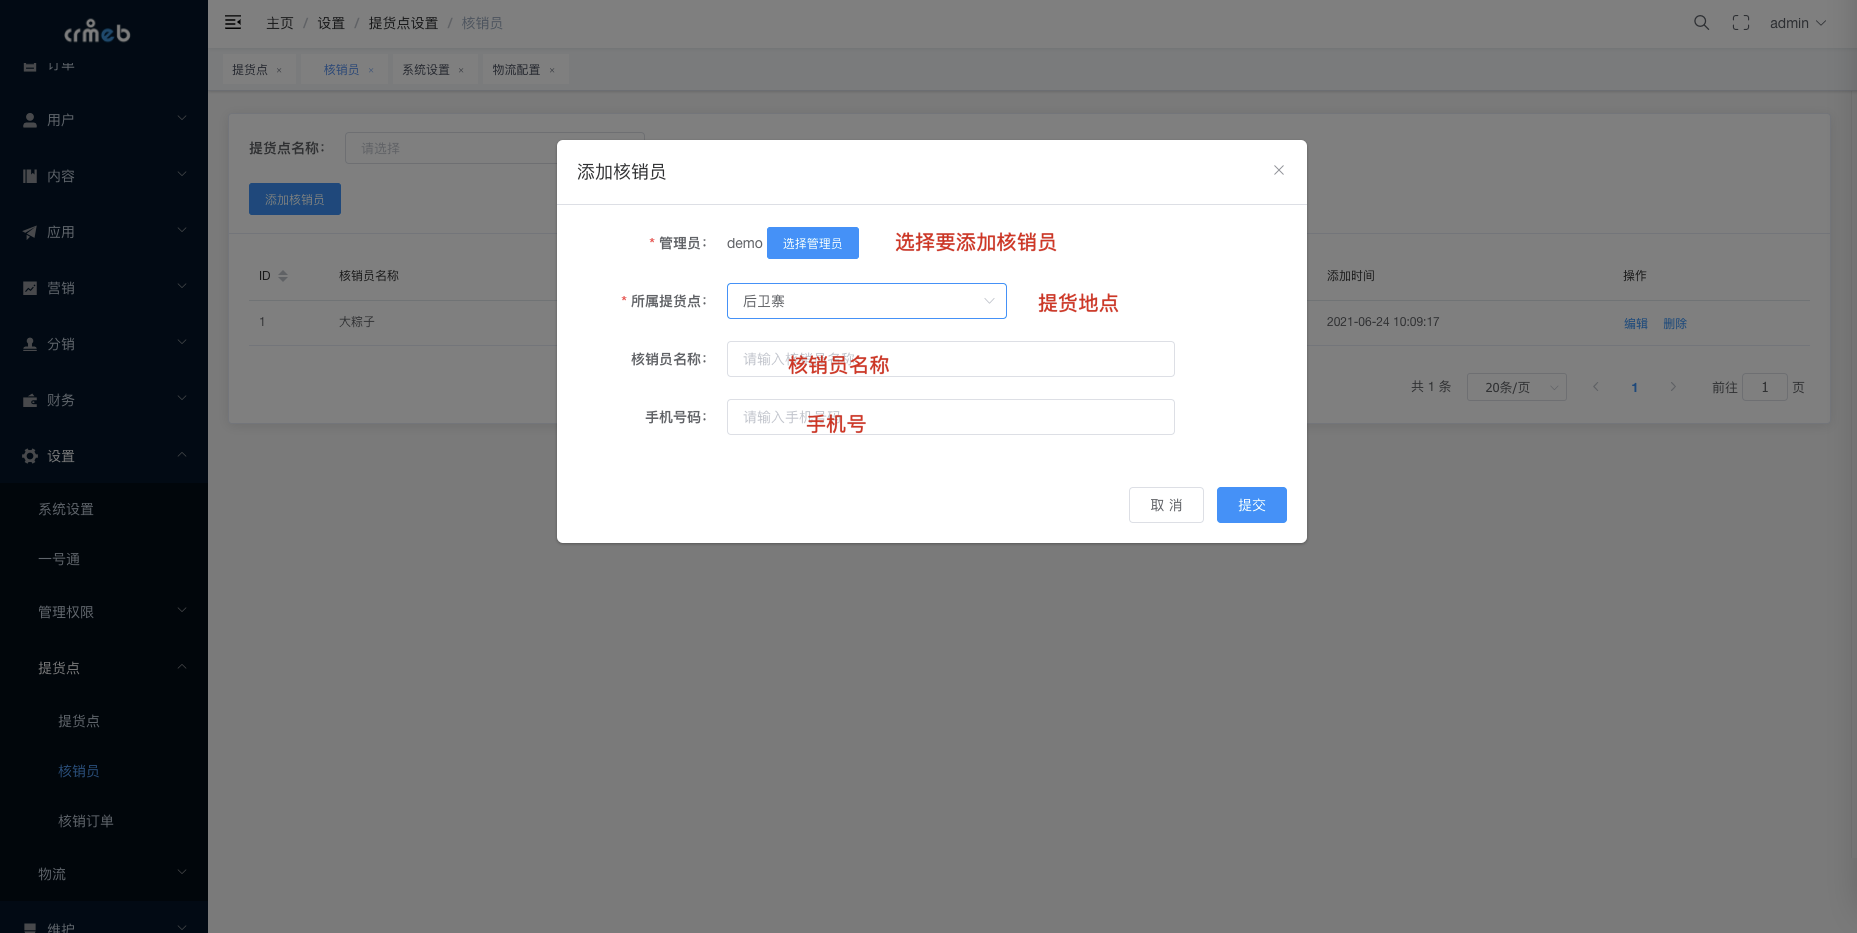 crmeb
主页 / 设置 / 提货点设置 / 核销员
admin
提货点 × 核销员 × 系统设置 × 物流配置 ×
订单
用户
内容
应用
营销
分销
财务
设置
系统设置
一号通
管理权限
提货点
提货点
核销员
核销订单
物流
维护
提货点名称： 请选择
添加核销员
ID 核销员名称 添加时间 操作
1 大粽子 2021-06-24 10:09:17 编辑 删除
共 1 条 20条/页 1 前往 1 页
添加核销员
* 管理员： demo 选择管理员 选择要添加核销员
* 所属提货点： 后卫寨 提货地点
核销员名称： 请输入核销员名称 核销员名称
手机号码： 请输入手机号码 手机号
取 消 提交